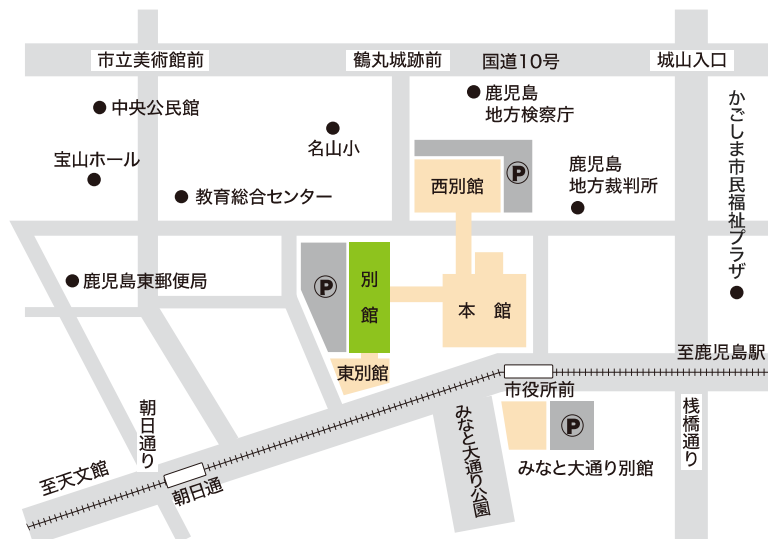 市立美術館前
鶴丸城跡前
国道10号
城山入口
中央公民館
鹿児島
地方検察庁
かごしま市民福祉プラザ
名山小
宝山ホール
P
西別館
鹿児島
地方裁判所
教育総合センター
鹿児島東郵便局
P
別
館
本 館
東別館
至鹿児島駅
市役所前
朝日通り
みなと大通り公園
桟橋通り
P
みなと大通り別館
至天文館
朝日通